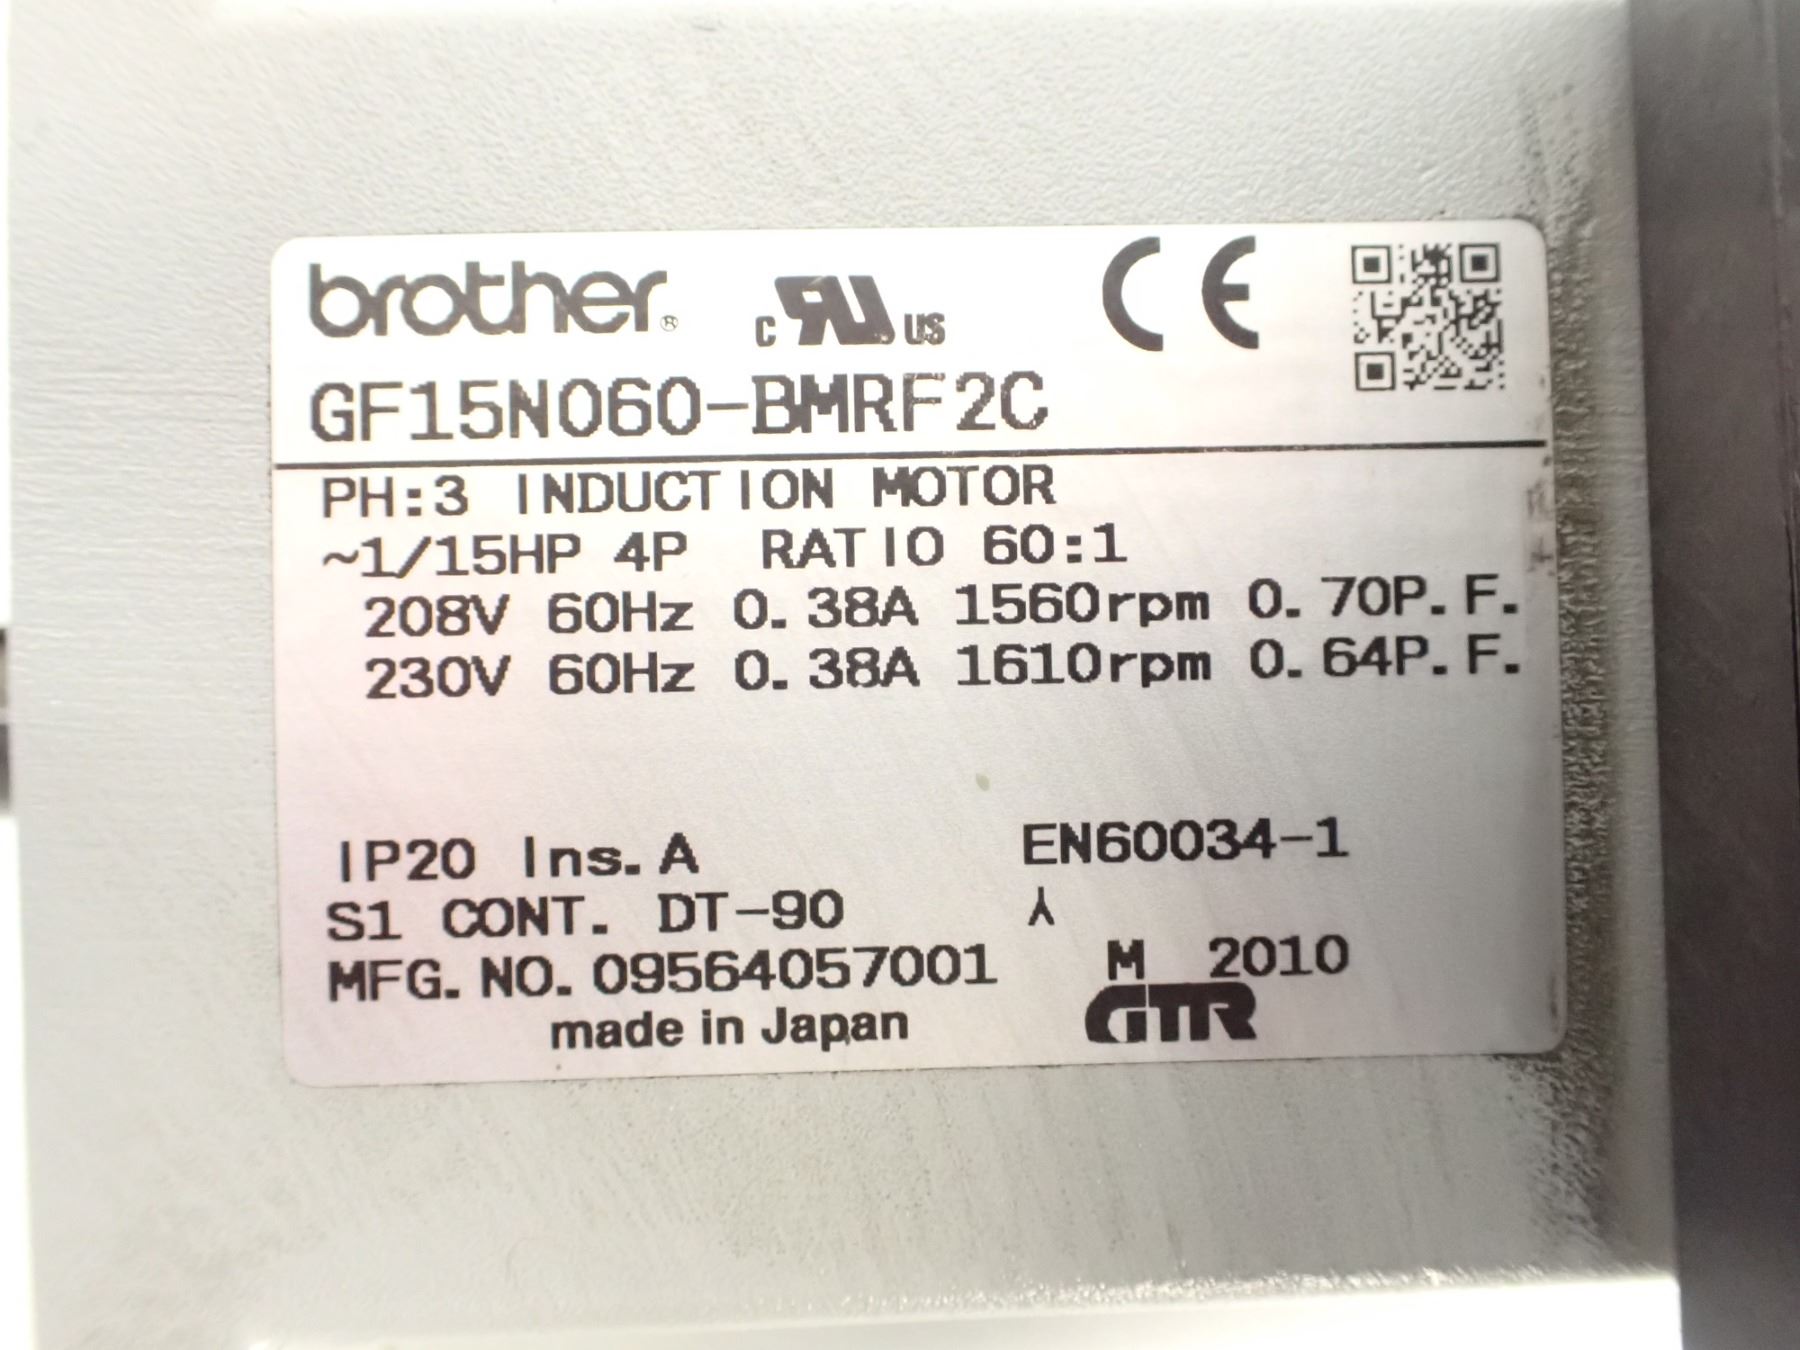 brother®
c RU US CE
GF15N060-BMRF2C
PH:3 INDUCTION MOTOR
~1/15HP 4P RATIO 60:1
208V 60Hz 0.38A 1560rpm 0.70P.F.
230V 60Hz 0.38A 1610rpm 0.64P.F.
IP20 Ins.A EN60034-1
S1 CONT. DT-90 ⅄
MFG.NO.09564057001 M 2010
made in Japan GTR